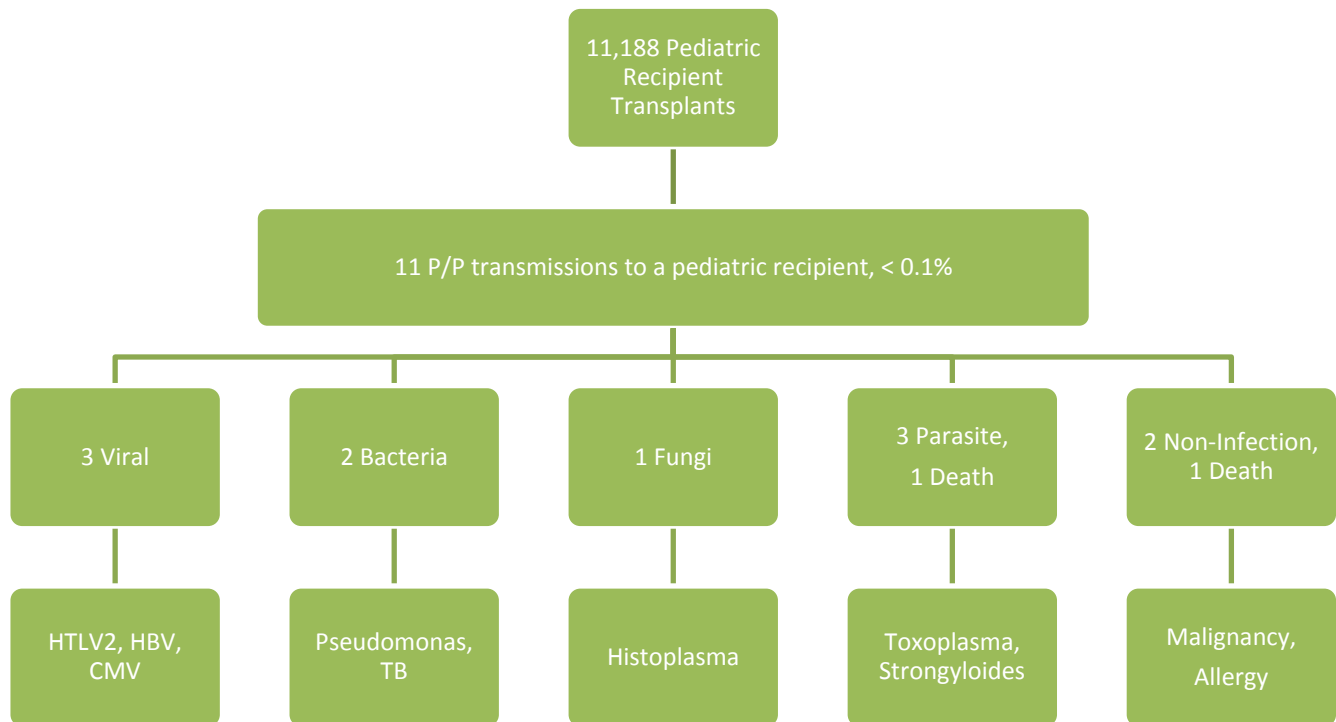 11,188 Pediatric
Recipient
Transplants
11 P/P transmissions to a pediatric recipient, < 0.1%
3 Viral
2 Bacteria
1 Fungi
3 Parasite,
1 Death
2 Non-Infection,
1 Death
HTLV2, HBV,
CMV
Pseudomonas,
TB
Histoplasma
Toxoplasma,
Strongyloides
Malignancy,
Allergy